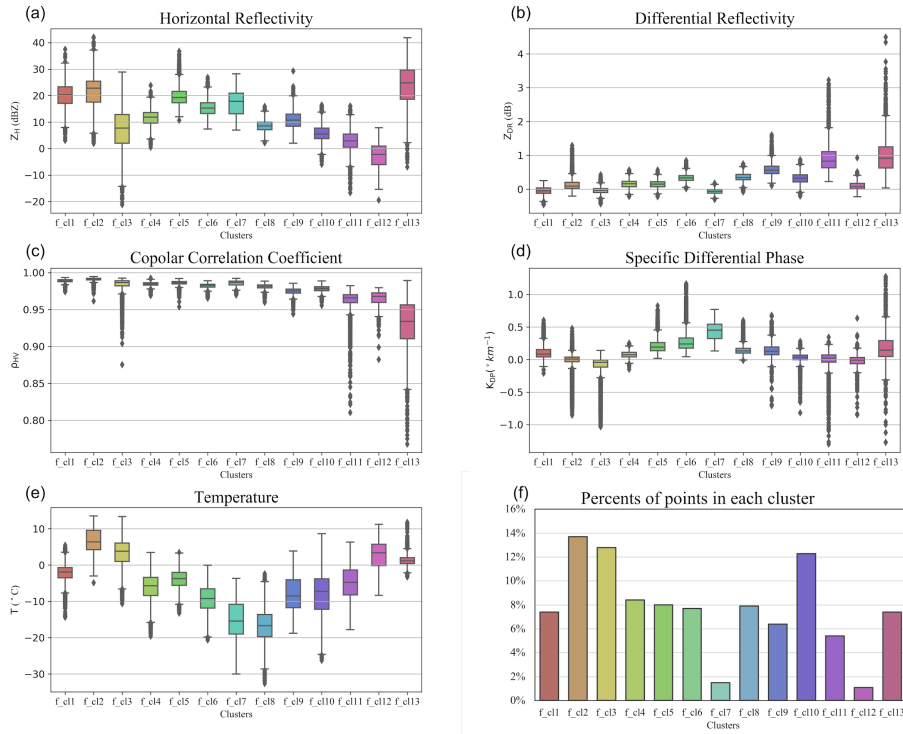 (a) Horizontal Reflectivity
40
30
20
10
0
−10
−20
Z_H (dBZ)
f_cl1 f_cl2 f_cl3 f_cl4 f_cl5 f_cl6 f_cl7 f_cl8 f_cl9 f_cl10 f_cl11 f_cl12 f_cl13
Clusters
(b) Differential Reflectivity
4
3
2
1
0
Z_DR (dB)
f_cl1 f_cl2 f_cl3 f_cl4 f_cl5 f_cl6 f_cl7 f_cl8 f_cl9 f_cl10 f_cl11 f_cl12 f_cl13
Clusters
(c) Copolar Correlation Coefficient
1.00
0.95
0.90
0.85
0.80
ρ_HV
f_cl1 f_cl2 f_cl3 f_cl4 f_cl5 f_cl6 f_cl7 f_cl8 f_cl9 f_cl10 f_cl11 f_cl12 f_cl13
Clusters
(d) Specific Differential Phase
1.0
0.5
0.0
−0.5
−1.0
K_DP(° km⁻¹)
f_cl1 f_cl2 f_cl3 f_cl4 f_cl5 f_cl6 f_cl7 f_cl8 f_cl9 f_cl10 f_cl11 f_cl12 f_cl13
Clusters
(e) Temperature
10
0
−10
−20
−30
T (° C)
f_cl1 f_cl2 f_cl3 f_cl4 f_cl5 f_cl6 f_cl7 f_cl8 f_cl9 f_cl10 f_cl11 f_cl12 f_cl13
Clusters
(f) Percents of points in each cluster
16%
14%
12%
10%
8%
6%
4%
2%
0%
f_cl1 f_cl2 f_cl3 f_cl4 f_cl5 f_cl6 f_cl7 f_cl8 f_cl9 f_cl10 f_cl11 f_cl12 f_cl13
Clusters